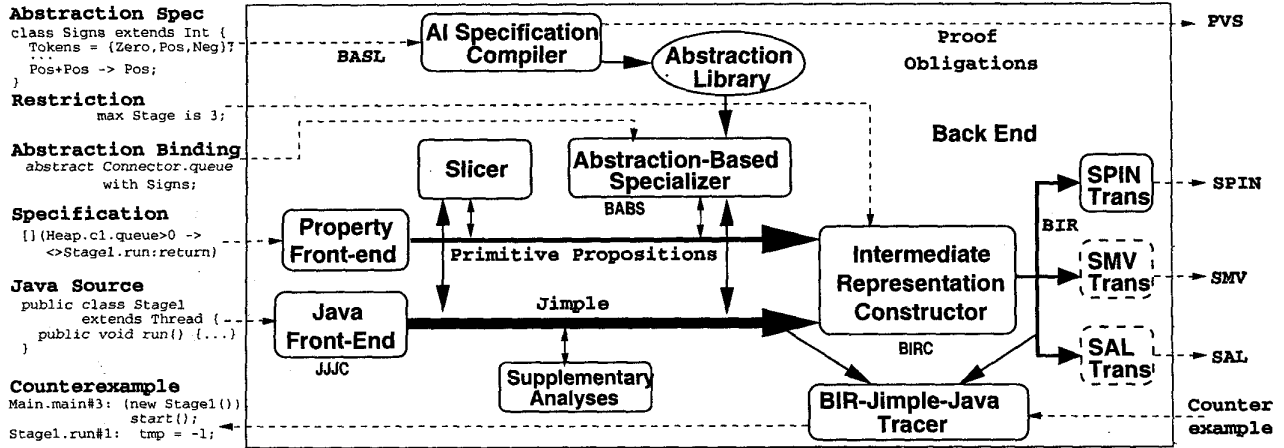 Abstraction Spec
class Signs extends Int {
Tokens = {Zero,Pos,Neg};
...
Pos+Pos -> Pos;
}
Restriction
max Stage is 3;
Abstraction Binding
abstract Connector.queue
with Signs;
Specification
[](Heap.c1.queue>0 ->
<>Stage1.run:return)
Java Source
public class Stage1
extends Thread {
public void run() {...}
}
Counterexample
Main.main#3: (new Stage1())
start();
Stage1.run#1: tmp = -1;
BASL
AI Specification
Compiler
Abstraction
Library
Proof
Obligations
PVS
Back End
Slicer
Abstraction-Based
Specializer
BABS
Property
Front-end
Primitive Propositions
Java
Front-End
JJJC
Jimple
Supplementary
Analyses
Intermediate
Representation
Constructor
BIRC
BIR
SPIN
Trans
SPIN
SMV
Trans
SMV
SAL
Trans
SAL
BIR-Jimple-Java
Tracer
Counter
example